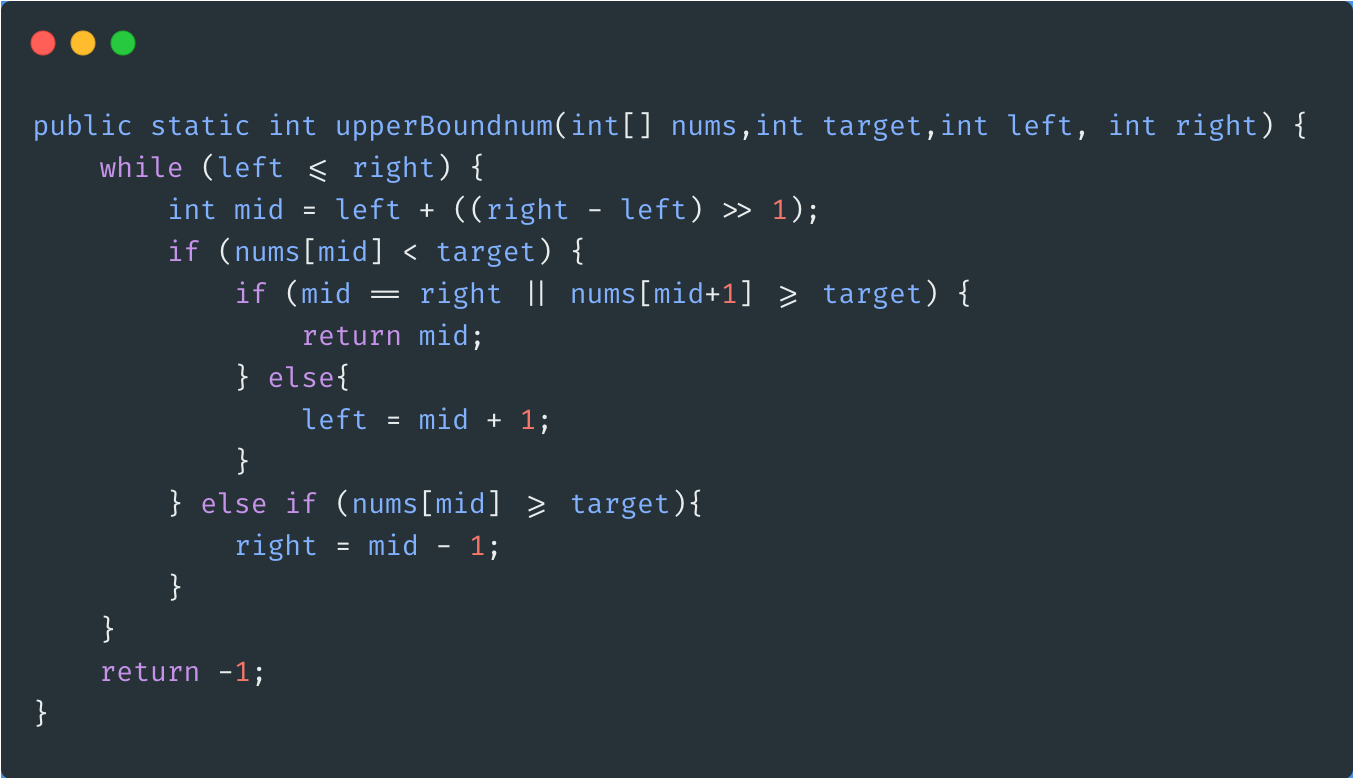 public static int upperBoundnum(int[] nums,int target,int left, int right) {
    while (left <= right) {
        int mid = left + ((right - left) >> 1);
        if (nums[mid] < target) {
            if (mid == right || nums[mid+1] >= target) {
                return mid;
            } else{
                left = mid + 1;
            }
        } else if (nums[mid] >= target){
            right = mid - 1;
        }
    }
    return -1;
}